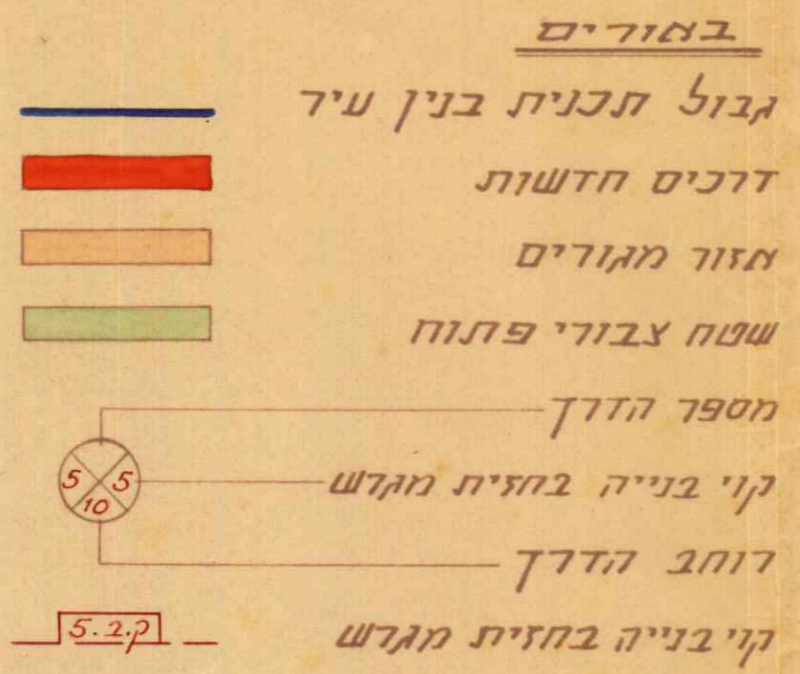 באורים
גבול תכנית בנין עיר
דרכים חדשות
אזור מגורים
שטח צבורי פתוח
מספר הדרך
קוי בנייה בחזית מגרש
5 5
10
רוחב הדרך
קוי בנייה בחזית מגרש
ק.ב. 5